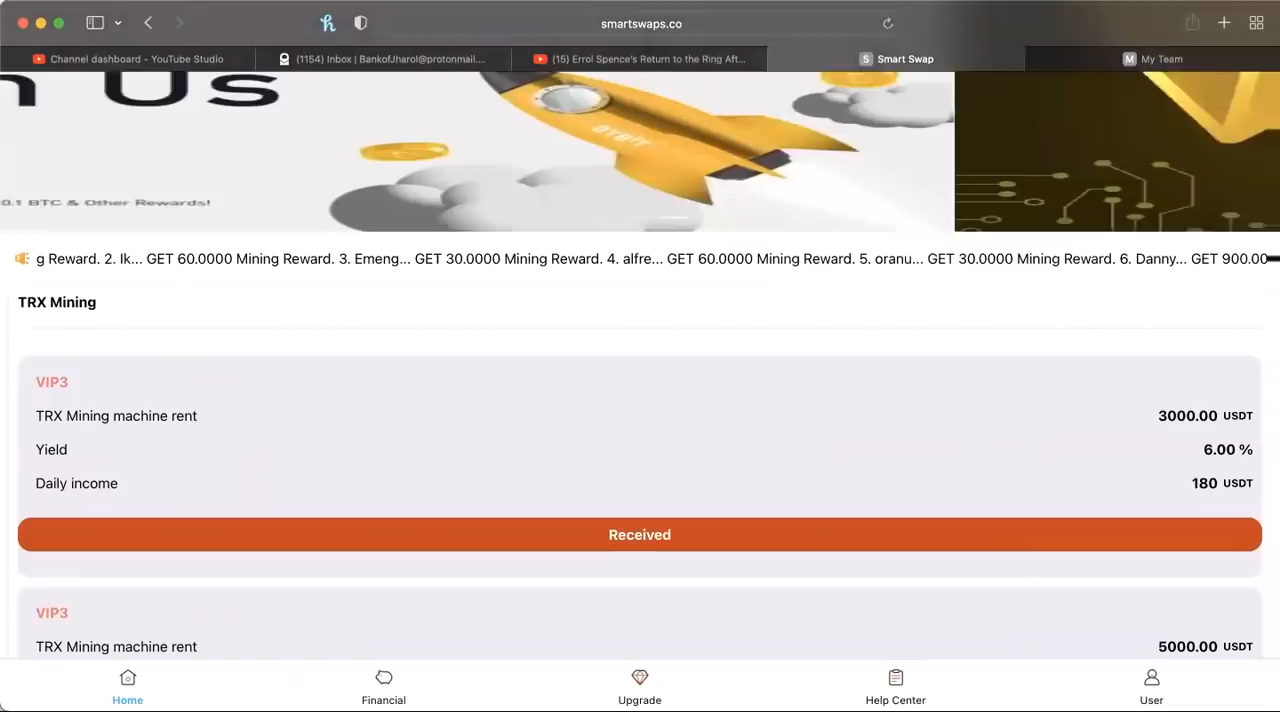 smartswaps.co
Channel dashboard - YouTube Studio
(1154) Inbox | BankofJharol@protonmail....
(15) Errol Spence's Return to the Ring Aft...
S Smart Swap
M My Team
n Us
BYBIT
0.1 BTC & Other Rewards!
g Reward. 2. Ik... GET 60.0000 Mining Reward. 3. Emeng... GET 30.0000 Mining Reward. 4. alfre... GET 60.0000 Mining Reward. 5. oranu... GET 30.0000 Mining Reward. 6. Danny... GET 900.00
TRX Mining
VIP3
TRX Mining machine rent 3000.00 USDT
Yield 6.00 %
Daily income 180 USDT
Received
VIP3
TRX Mining machine rent 5000.00 USDT
Home Financial Upgrade Help Center User